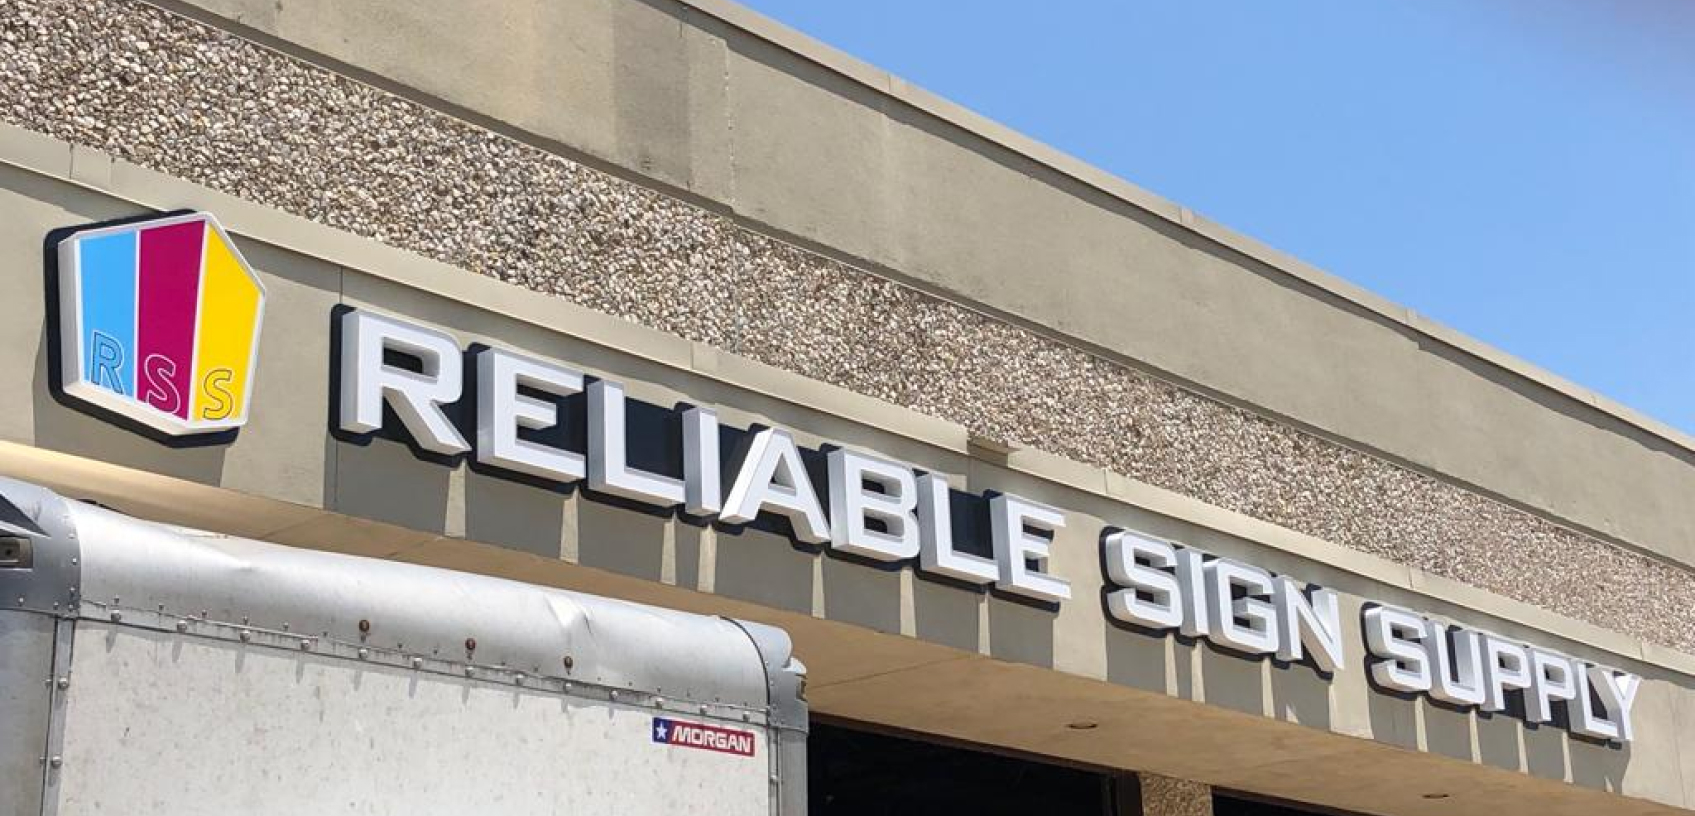 RSS
RELIABLE SIGN SUPPLY
MORGAN